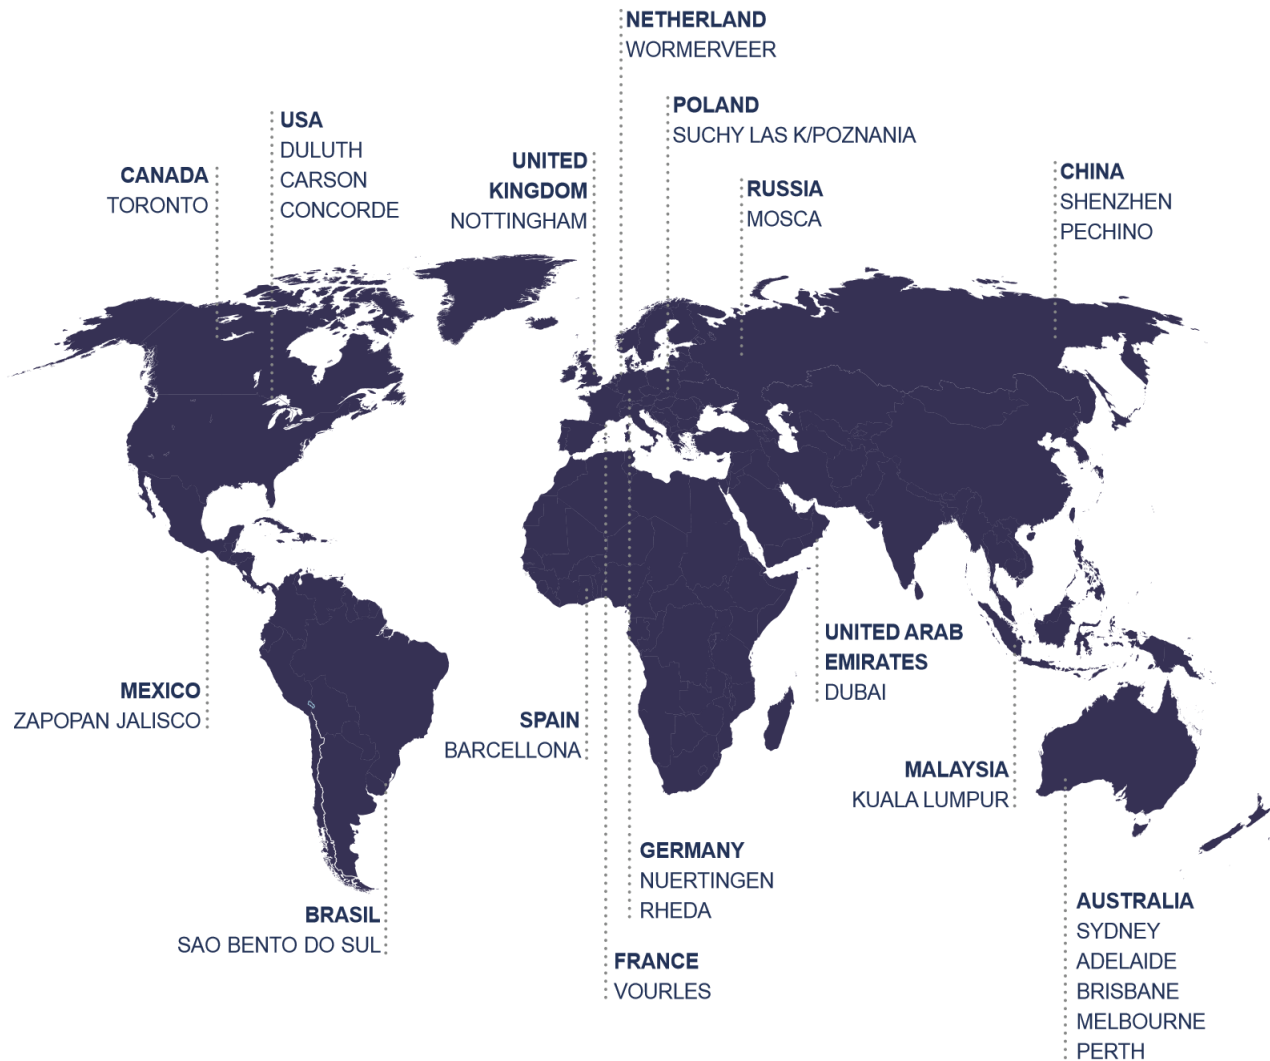 NETHERLAND
WORMERVEER
POLAND
SUCHY LAS K/POZNANIA
USA
DULUTH
CARSON
CONCORDE
CANADA
TORONTO
UNITED
KINGDOM
NOTTINGHAM
RUSSIA
MOSCA
CHINA
SHENZHEN
PECHINO
UNITED ARAB
EMIRATES
DUBAI
MEXICO
ZAPOPAN JALISCO
SPAIN
BARCELLONA
MALAYSIA
KUALA LUMPUR
GERMANY
NUERTINGEN
RHEDA
BRASIL
SAO BENTO DO SUL
FRANCE
VOURLES
AUSTRALIA
SYDNEY
ADELAIDE
BRISBANE
MELBOURNE
PERTH